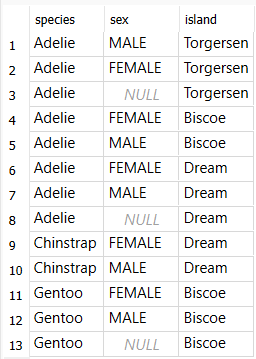 species sex island
1 Adelie MALE Torgersen
2 Adelie FEMALE Torgersen
3 Adelie NULL Torgersen
4 Adelie FEMALE Biscoe
5 Adelie MALE Biscoe
6 Adelie FEMALE Dream
7 Adelie MALE Dream
8 Adelie NULL Dream
9 Chinstrap FEMALE Dream
10 Chinstrap MALE Dream
11 Gentoo FEMALE Biscoe
12 Gentoo MALE Biscoe
13 Gentoo NULL Biscoe